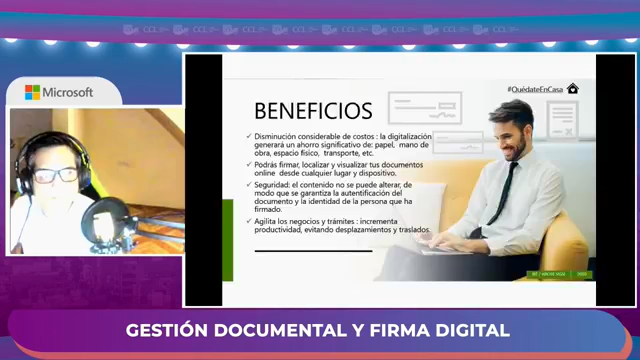 Microsoft
#QuédateEnCasa
BENEFICIOS
✓ Disminución considerable de costos : la digitalización
generará un ahorro significativo de: papel, mano de
obra, espacio físico, transporte, etc.
✓ Podrás firmar, localizar y visualizar tus documentos
online desde cualquier lugar y dispositivo.
✓ Seguridad: el contenido no se puede alterar, de
modo que se garantiza la autentificación del
documento y la identidad de la persona que ha
firmado.
✓ Agiliza los negocios y trámites : incrementa
productividad, evitando desplazamientos y traslados.
GESTIÓN DOCUMENTAL Y FIRMA DIGITAL